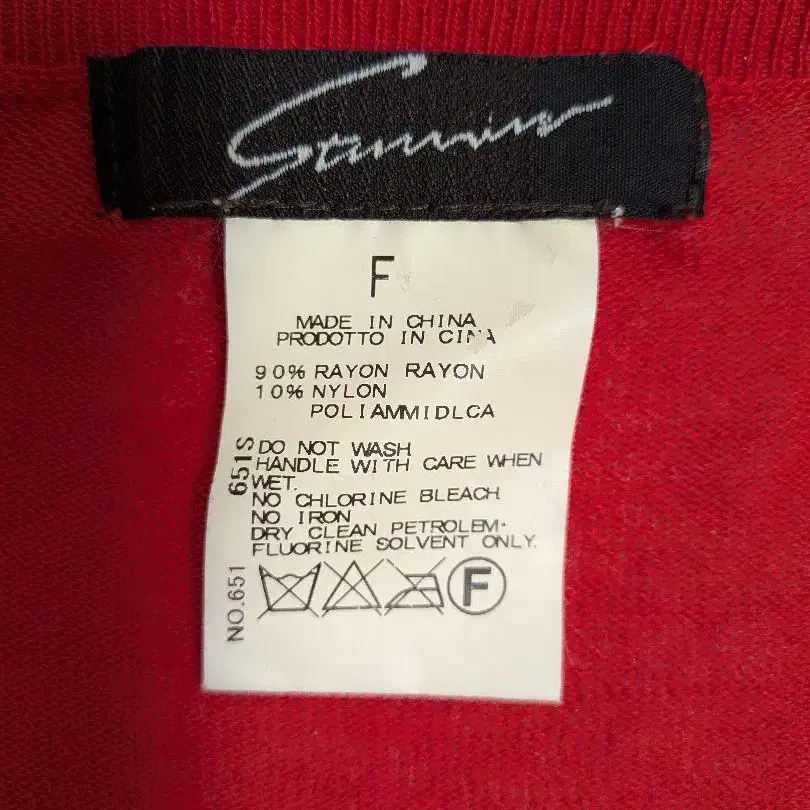 F
MADE IN CHINA
PRODOTTO IN CINA
90% RAYON RAYON
10% NYLON
POLIAMMIDLCA
651S
DO NOT WASH
HANDLE WITH CARE WHEN
WET.
NO CHLORINE BLEACH
NO IRON
DRY CLEAN PETROLEM·
FLUORINE SOLVENT ONLY.
NO.651
F